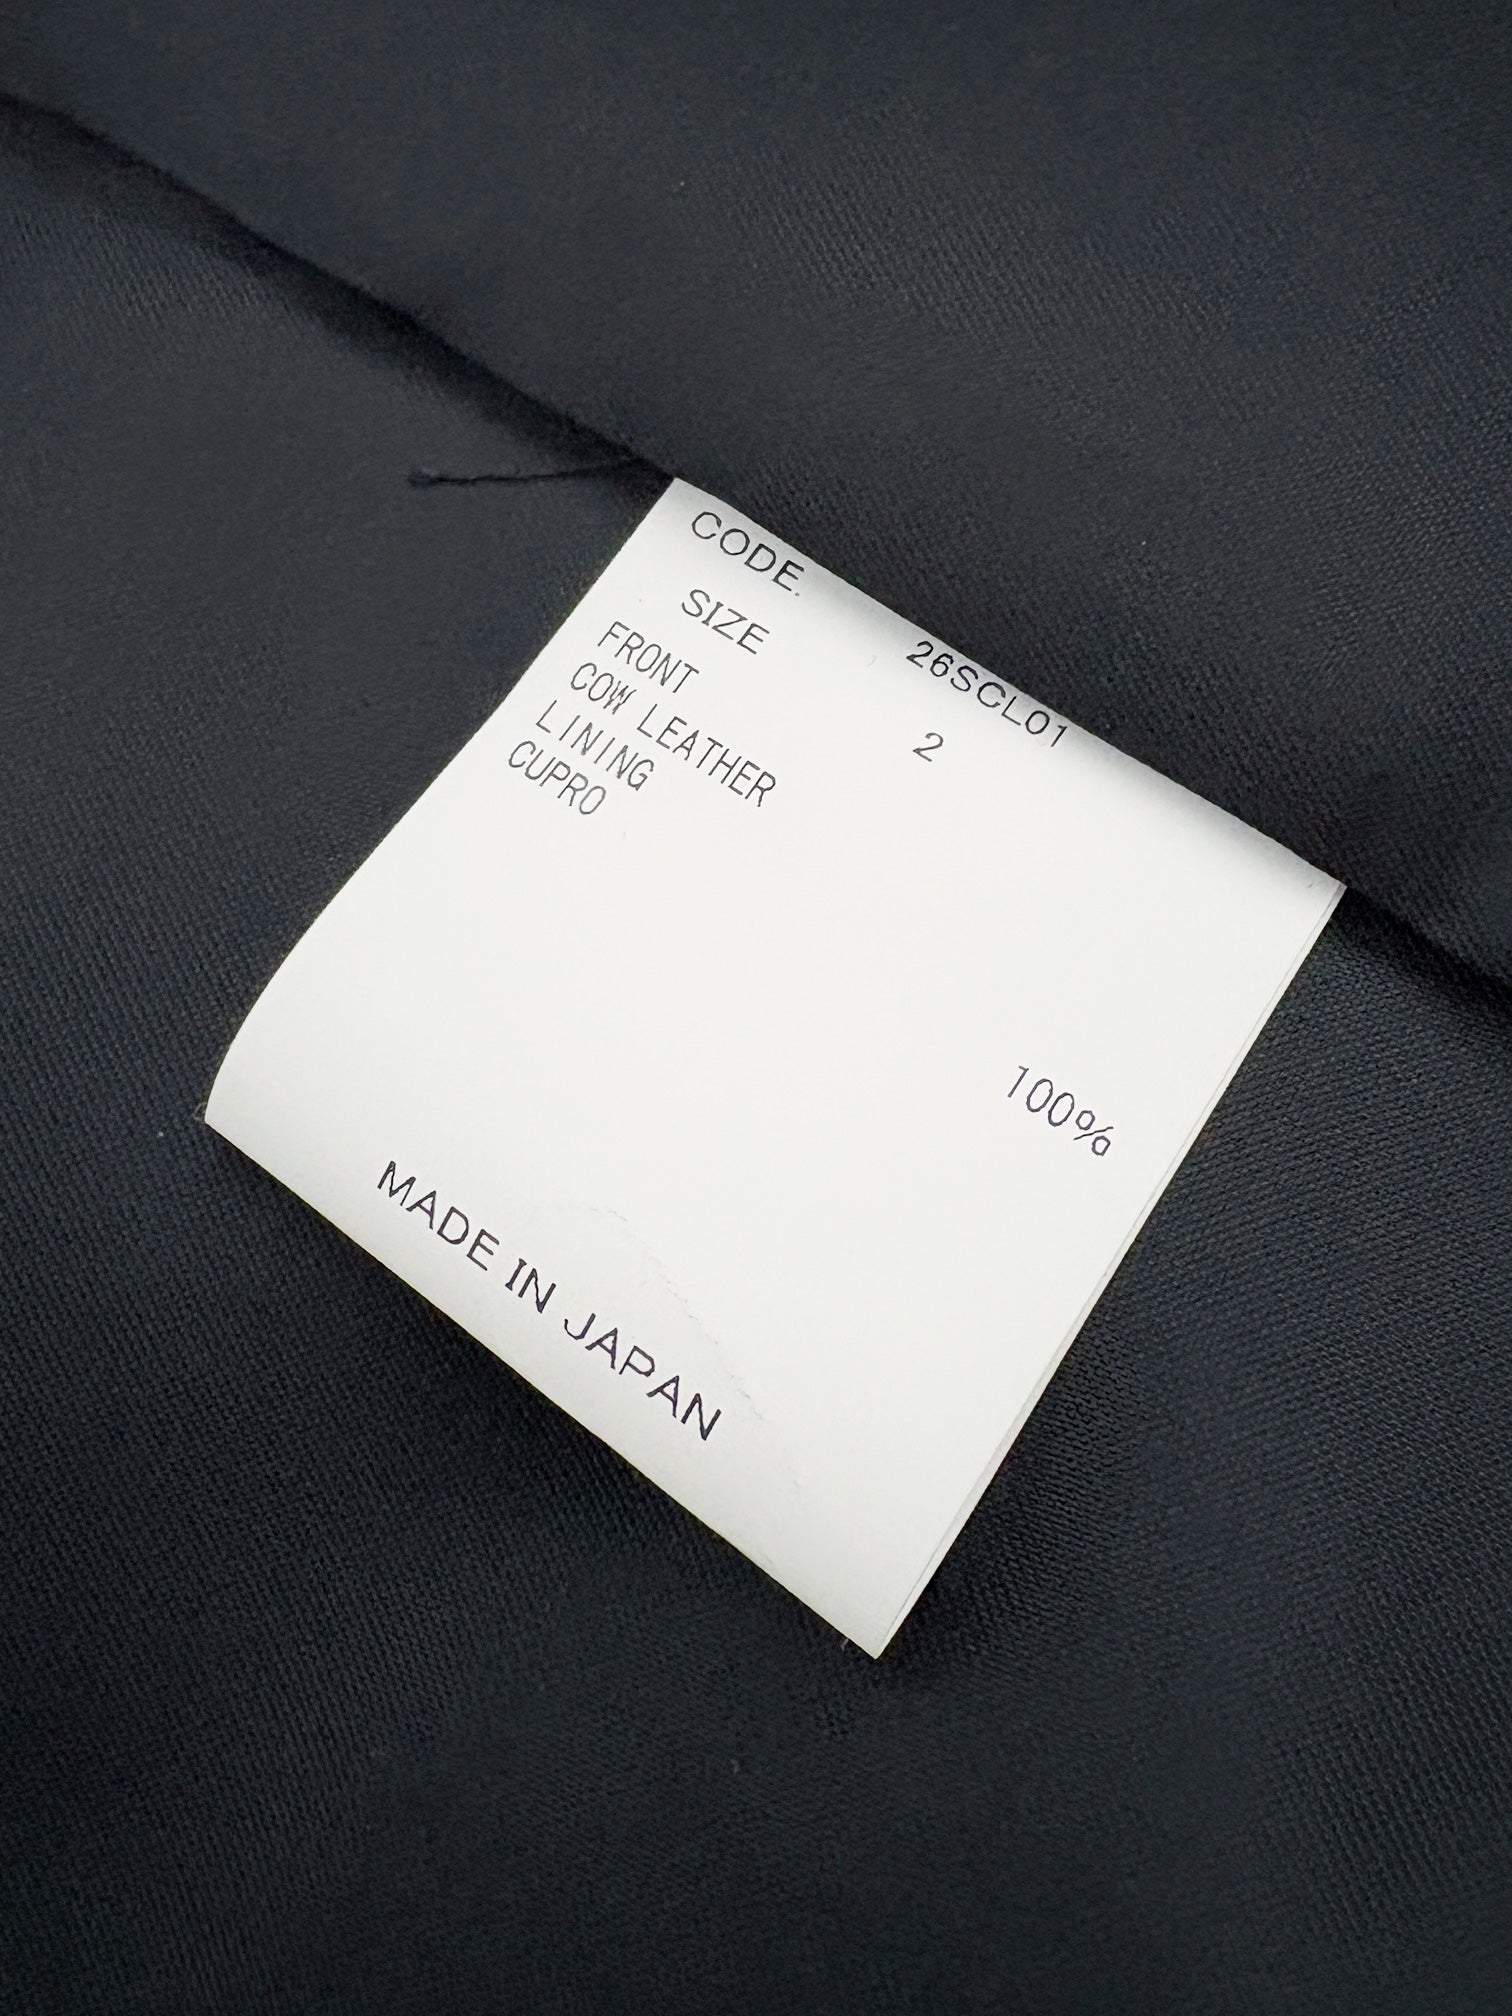 CODE. 26SCL01
SIZE 2
FRONT
COW LEATHER
LINING
CUPRO 100%
MADE IN JAPAN